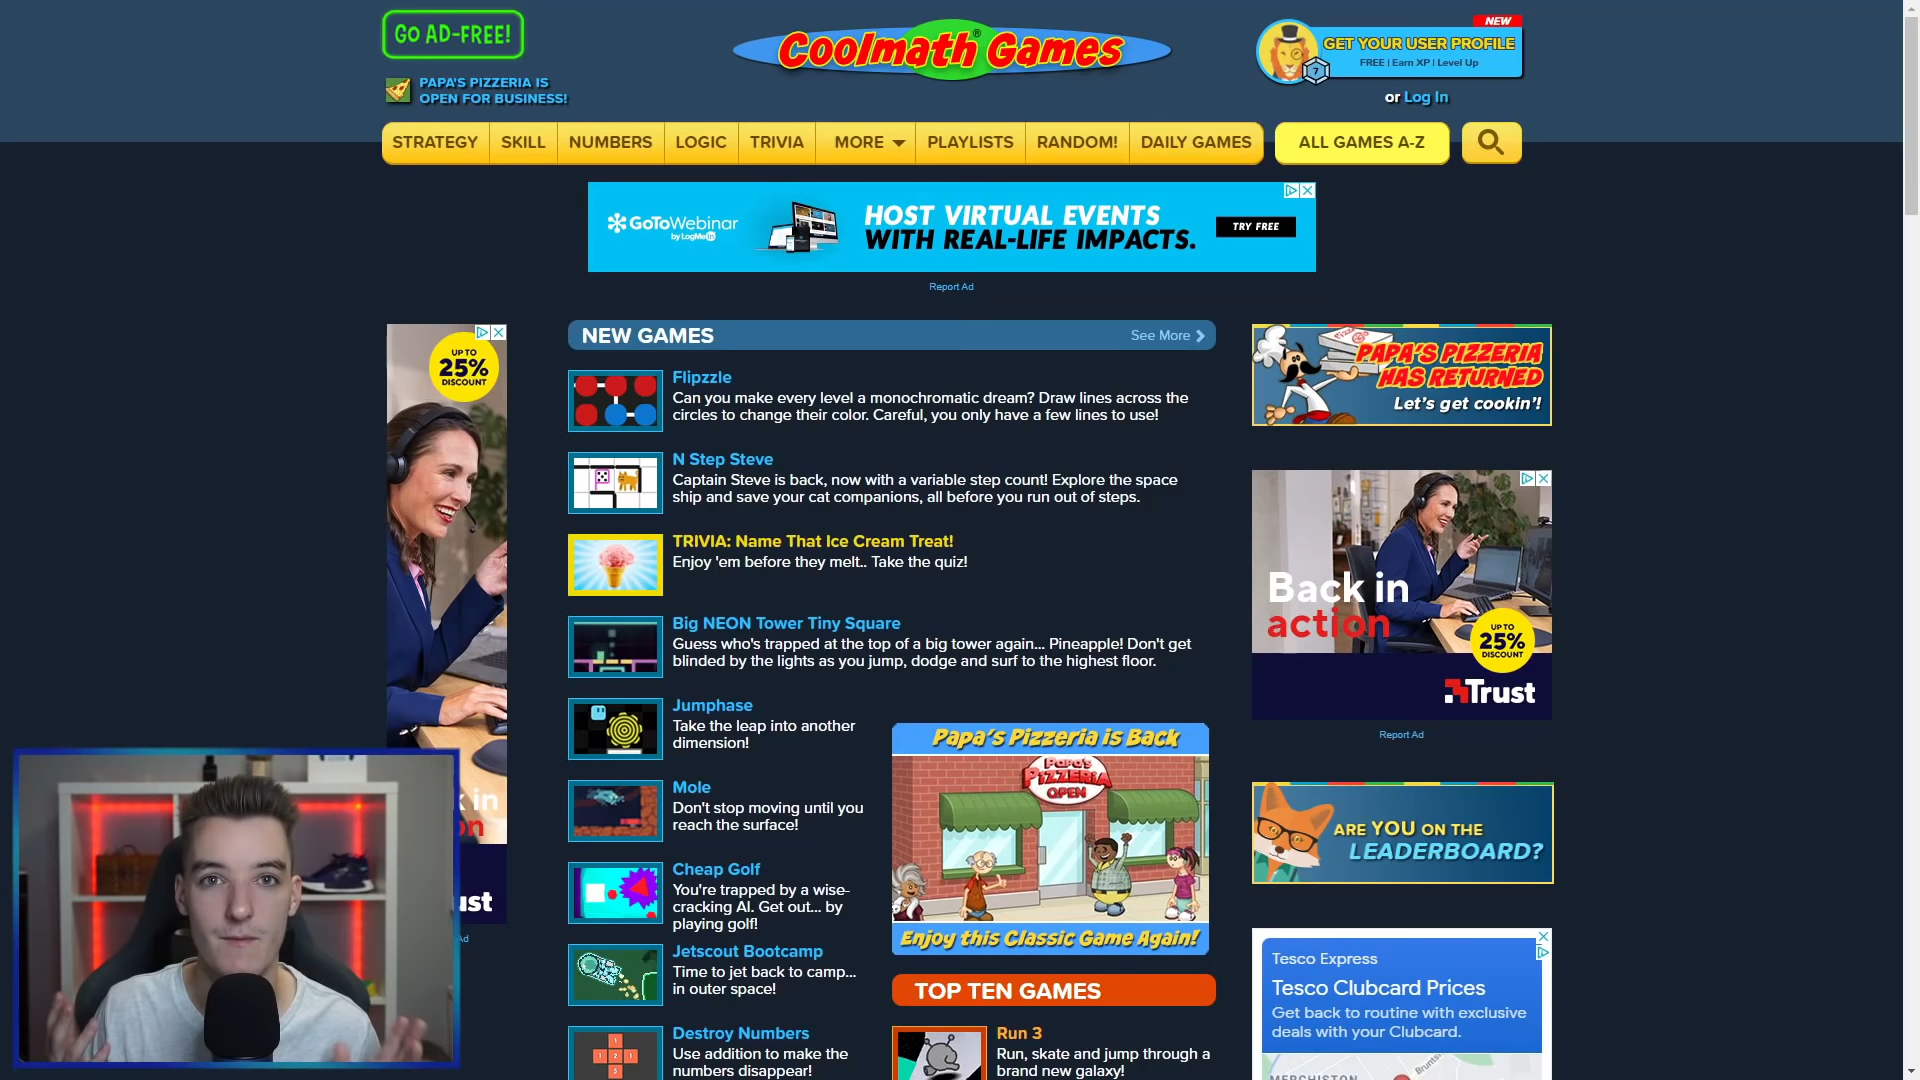 GO AD-FREE!
PAPA'S PIZZERIA IS
OPEN FOR BUSINESS!
Coolmath® Games
NEW
GET YOUR USER PROFILE
FREE | Earn XP | Level Up
7
or Log In
STRATEGY
SKILL
NUMBERS
LOGIC
TRIVIA
MORE
PLAYLISTS
RANDOM!
DAILY GAMES
ALL GAMES A-Z
GoToWebinar
by LogMeIn
HOST VIRTUAL EVENTS
WITH REAL-LIFE IMPACTS.
TRY FREE
Report Ad
UP TO
25%
DISCOUNT
k in
on
ust
Ad
NEW GAMES
See More
Flipzzle
Can you make every level a monochromatic dream? Draw lines across the
circles to change their color. Careful, you only have a few lines to use!
N Step Steve
Captain Steve is back, now with a variable step count! Explore the space
ship and save your cat companions, all before you run out of steps.
TRIVIA: Name That Ice Cream Treat!
Enjoy 'em before they melt.. Take the quiz!
Big NEON Tower Tiny Square
Guess who's trapped at the top of a big tower again... Pineapple! Don't get
blinded by the lights as you jump, dodge and surf to the highest floor.
Jumphase
Take the leap into another
dimension!
Mole
Don't stop moving until you
reach the surface!
Cheap Golf
You're trapped by a wise-
cracking AI. Get out... by
playing golf!
Jetscout Bootcamp
Time to jet back to camp...
in outer space!
Destroy Numbers
Use addition to make the
numbers disappear!
Papa's Pizzeria is Back
Papa's
PIZZERIA
OPEN
Enjoy this Classic Game Again!
TOP TEN GAMES
Run 3
Run, skate and jump through a
brand new galaxy!
PAPA'S PIZZERIA
HAS RETURNED
Let's get cookin'!
Back in
action
UP TO
25%
DISCOUNT
Trust
Report Ad
ARE YOU ON THE
LEADERBOARD?
Tesco Express
Tesco Clubcard Prices
Get back to routine with exclusive
deals with your Clubcard.
MERCHISTON